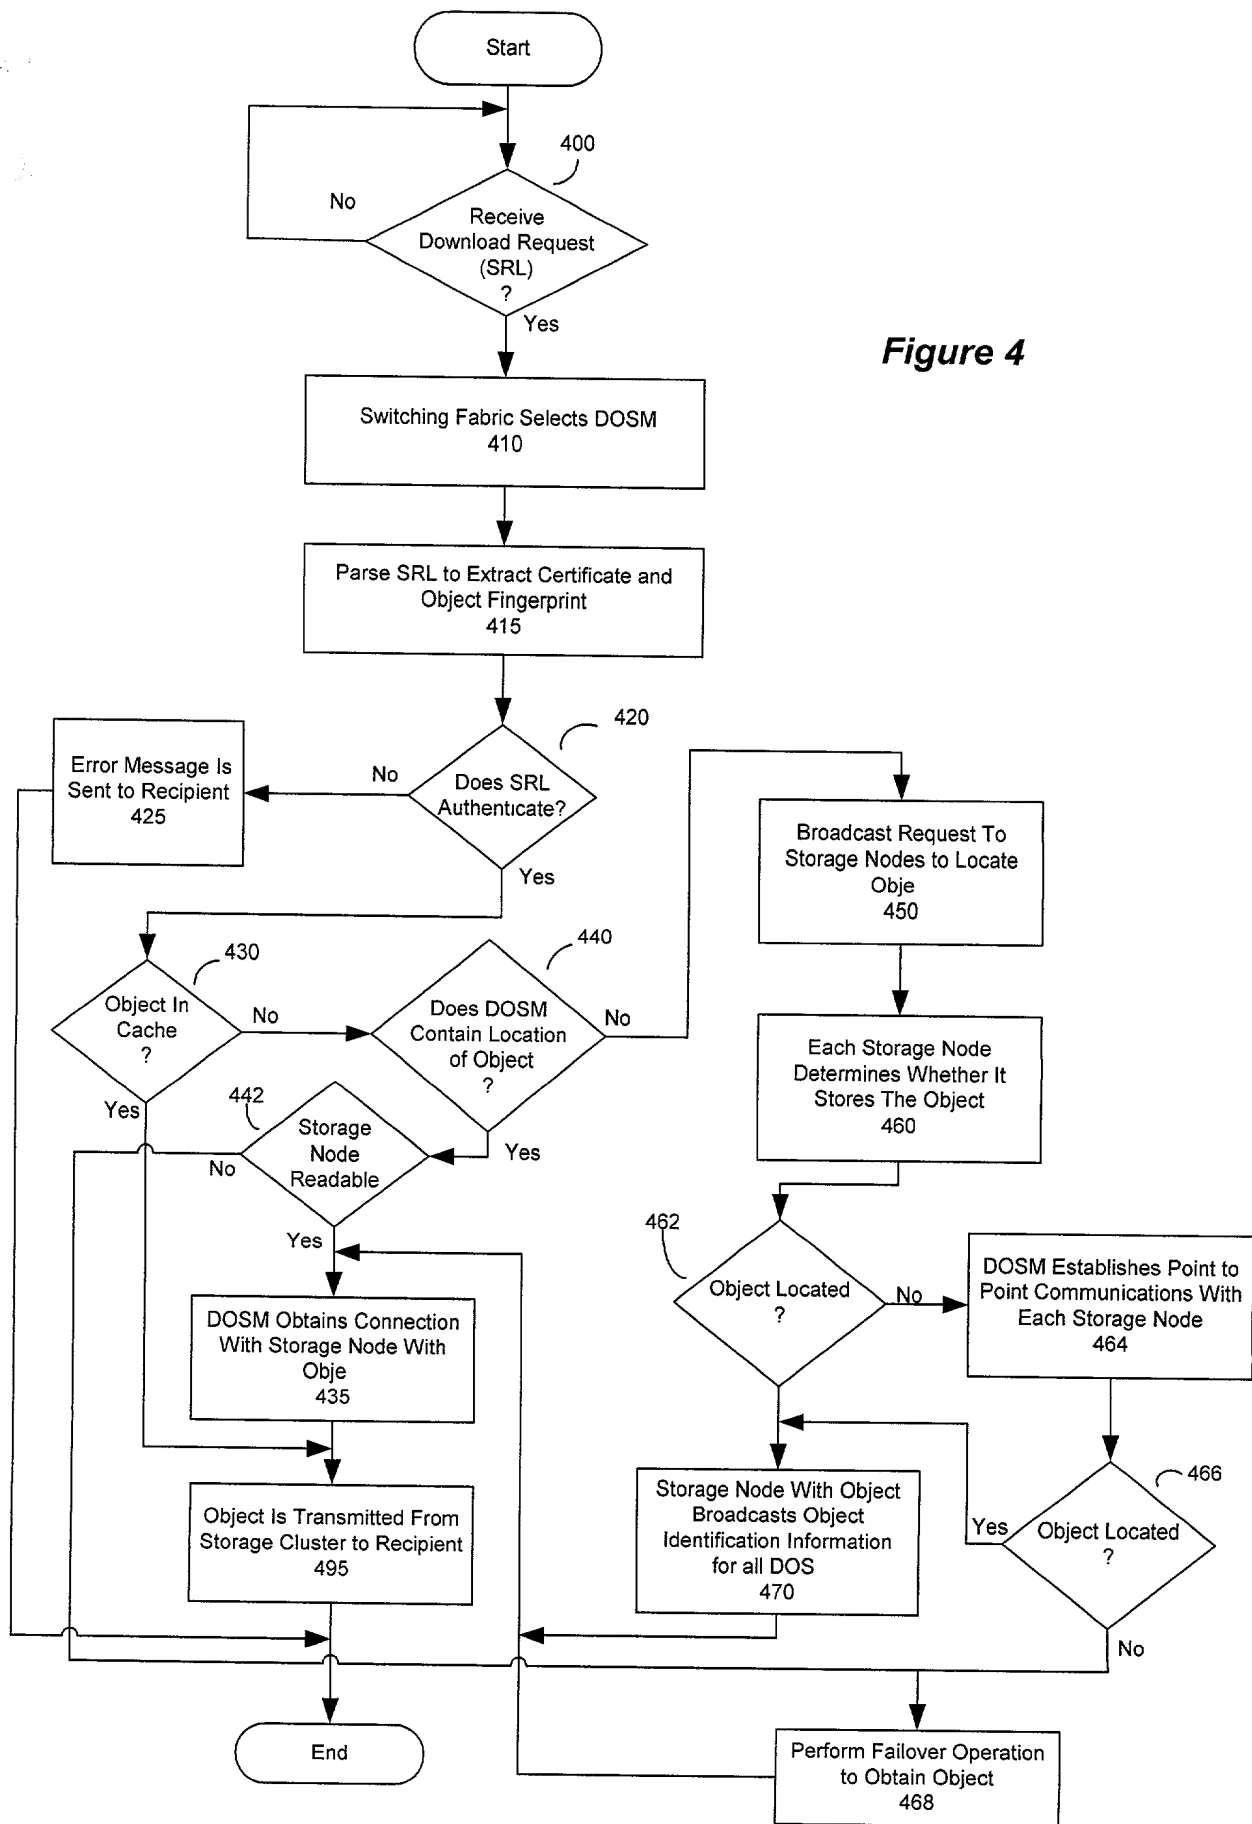 Start
400
No
Receive
Download Request
(SRL)
?
Yes
Figure 4
Switching Fabric Selects DOSM
410
Parse SRL to Extract Certificate and
Object Fingerprint
415
420
Error Message Is
Sent to Recipient
425
No
Does SRL
Authenticate?
Yes
Broadcast Request To
Storage Nodes to Locate
Obje
450
430
Object In
Cache
?
No
Yes
440
Does DOSM
Contain Location
of Object
?
No
Yes
Each Storage Node
Determines Whether It
Stores The Object
460
442
Storage
Node
Readable
No
Yes
462
Object Located
?
No
DOSM Establishes Point to
Point Communications With
Each Storage Node
464
DOSM Obtains Connection
With Storage Node With
Obje
435
466
Object Located
?
Yes
No
Storage Node With Object
Broadcasts Object
Identification Information
for all DOS
470
Object Is Transmitted From
Storage Cluster to Recipient
495
End
Perform Failover Operation
to Obtain Object
468